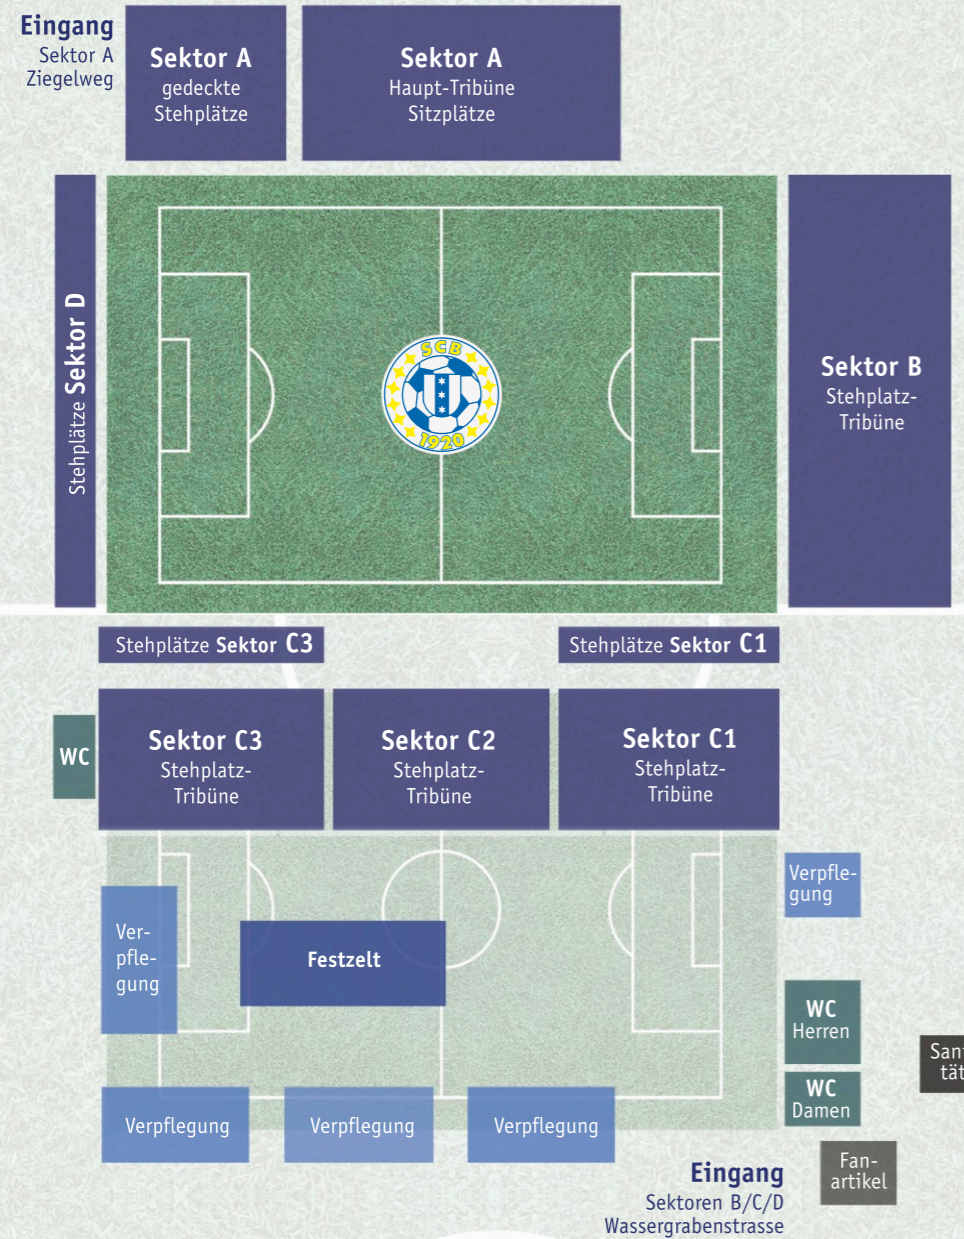 Eingang
Sektor A
Ziegelweg
Sektor A
gedeckte
Stehplätze
Sektor A
Haupt-Tribüne
Sitzplätze
Stehplätze Sektor D
SCB
1920
Sektor B
Stehplatz-
Tribüne
Stehplätze Sektor C3
Stehplätze Sektor C1
WC
Sektor C3
Stehplatz-
Tribüne
Sektor C2
Stehplatz-
Tribüne
Sektor C1
Stehplatz-
Tribüne
Verpfle-
gung
Ver-
pfle-
gung
Festzelt
WC
Herren
WC
Damen
Verpflegung
Verpflegung
Verpflegung
Fan-
artikel
Eingang
Sektoren B/C/D
Wassergrabenstrasse